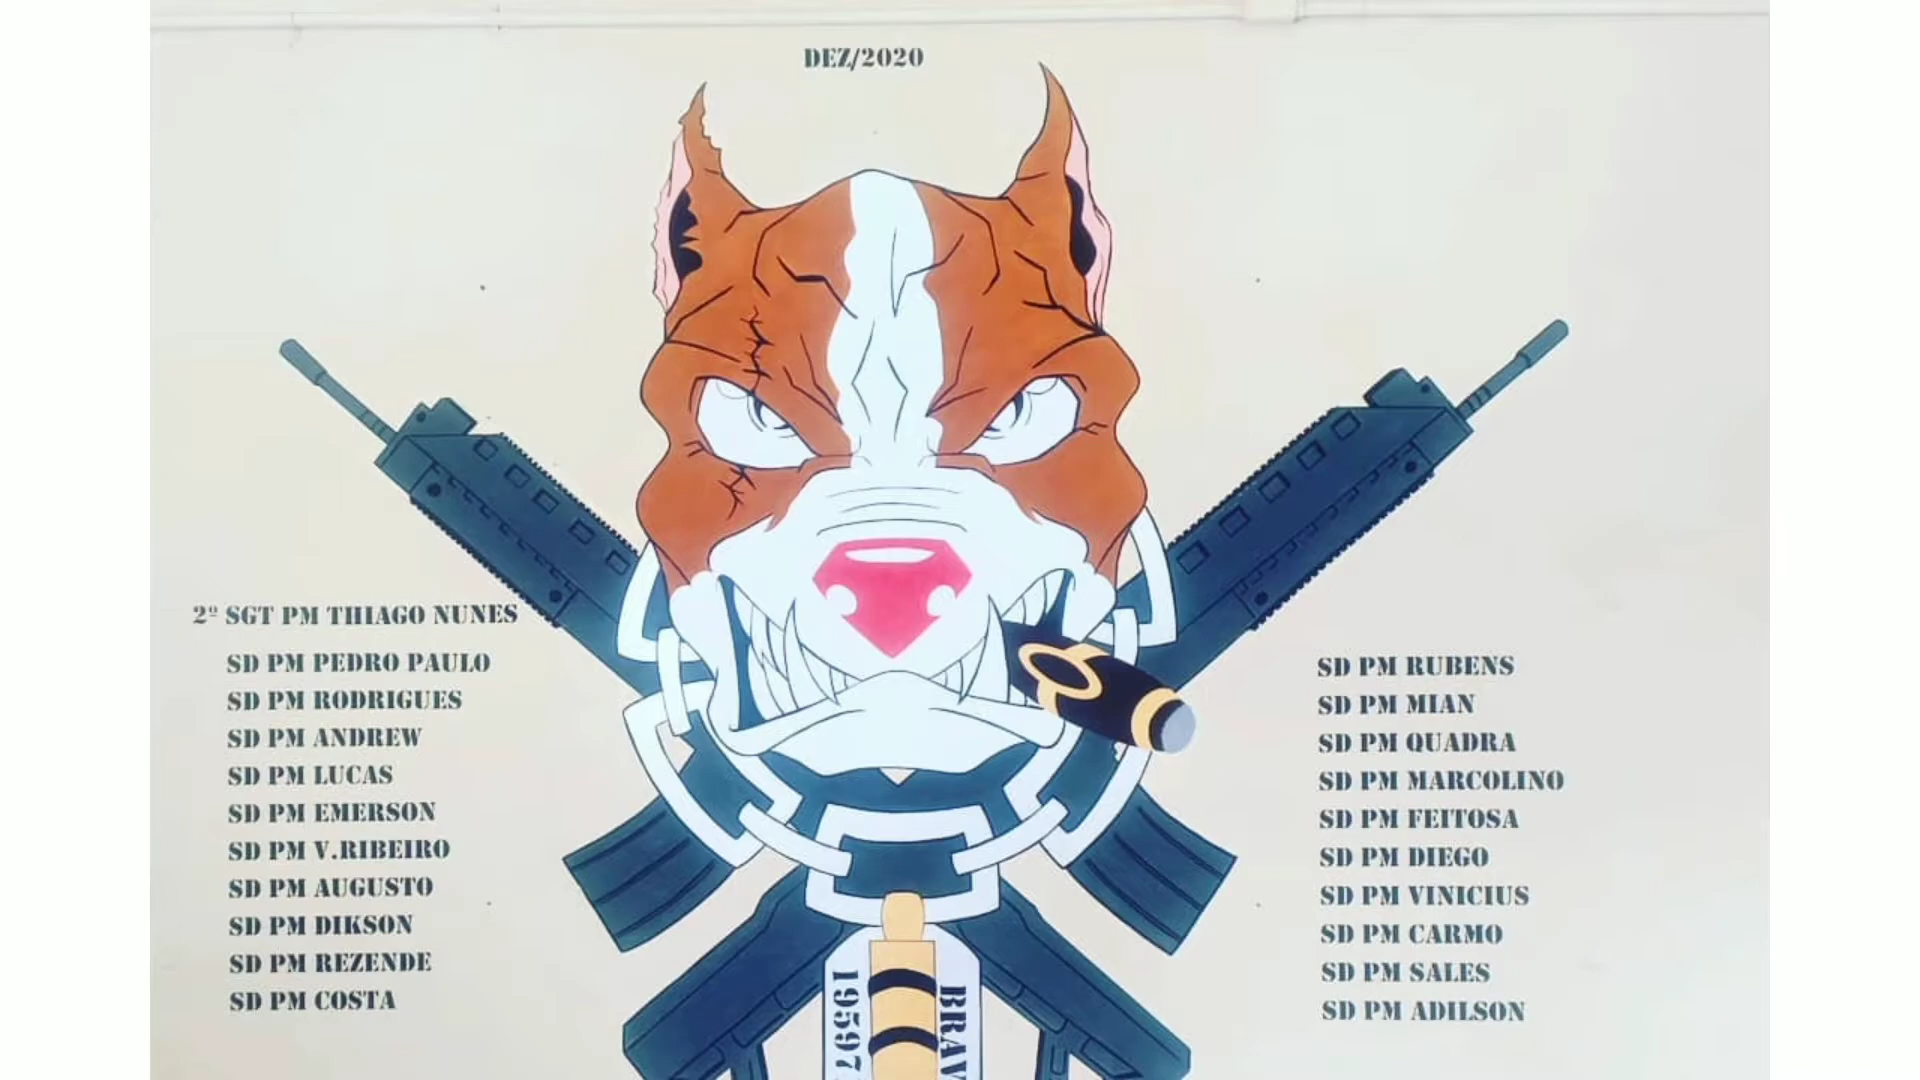 DEZ/2020
2º SGT PM THIAGO NUNES
SD PM PEDRO PAULO
SD PM RODRIGUES
SD PM ANDREW
SD PM LUCAS
SD PM EMERSON
SD PM V.RIBEIRO
SD PM AUGUSTO
SD PM DIKSON
SD PM REZENDE
SD PM COSTA
SD PM RUBENS
SD PM MIAN
SD PM QUADRA
SD PM MARCOLINO
SD PM FEITOSA
SD PM DIEGO
SD PM VINICIUS
SD PM CARMO
SD PM SALES
SD PM ADILSON